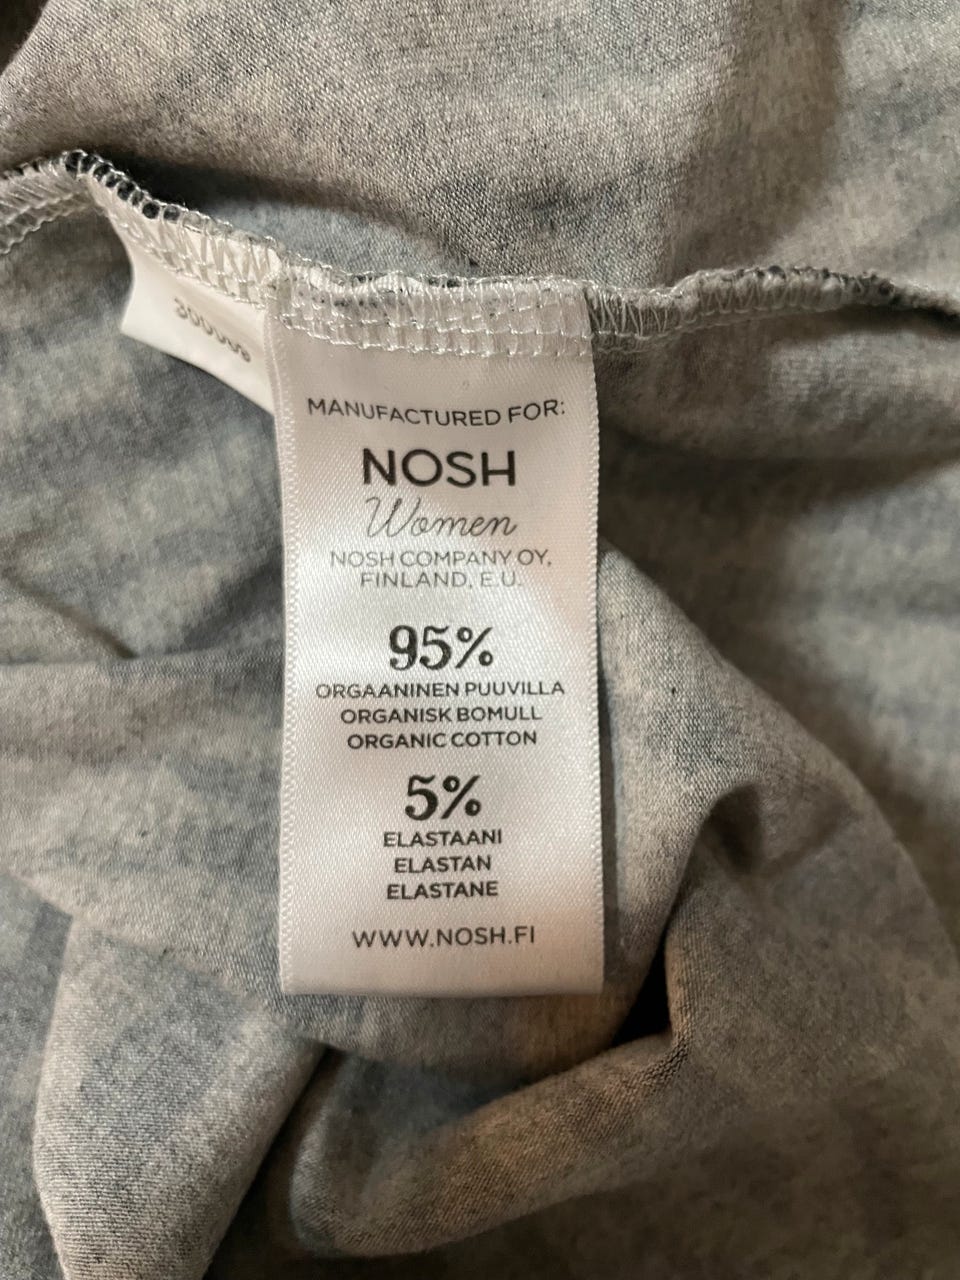 MANUFACTURED FOR:
NOSH
Women
NOSH COMPANY OY,
FINLAND, E.U.
95%
ORGAANINEN PUUVILLA
ORGANISK BOMULL
ORGANIC COTTON
5%
ELASTAANI
ELASTAN
ELASTANE
WWW.NOSH.FI